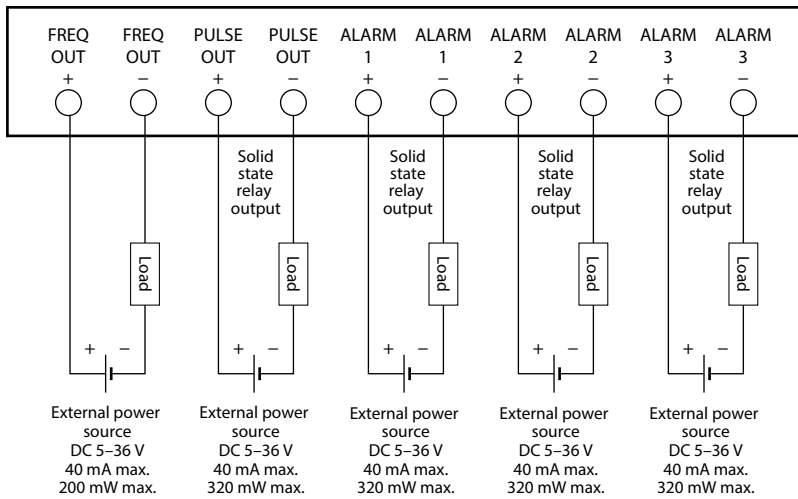 FREQ OUT +
FREQ OUT –
PULSE OUT +
PULSE OUT –
ALARM 1 +
ALARM 1 –
ALARM 2 +
ALARM 2 –
ALARM 3 +
ALARM 3 –
Solid
state
relay
output
Solid
state
relay
output
Solid
state
relay
output
Solid
state
relay
output
Load
Load
Load
Load
Load
+ –
+ –
+ –
+ –
+ –
External power
source
DC 5–36 V
40 mA max.
200 mW max.
External power
source
DC 5–36 V
40 mA max.
320 mW max.
External power
source
DC 5–36 V
40 mA max.
320 mW max.
External power
source
DC 5–36 V
40 mA max.
320 mW max.
External power
source
DC 5–36 V
40 mA max.
320 mW max.